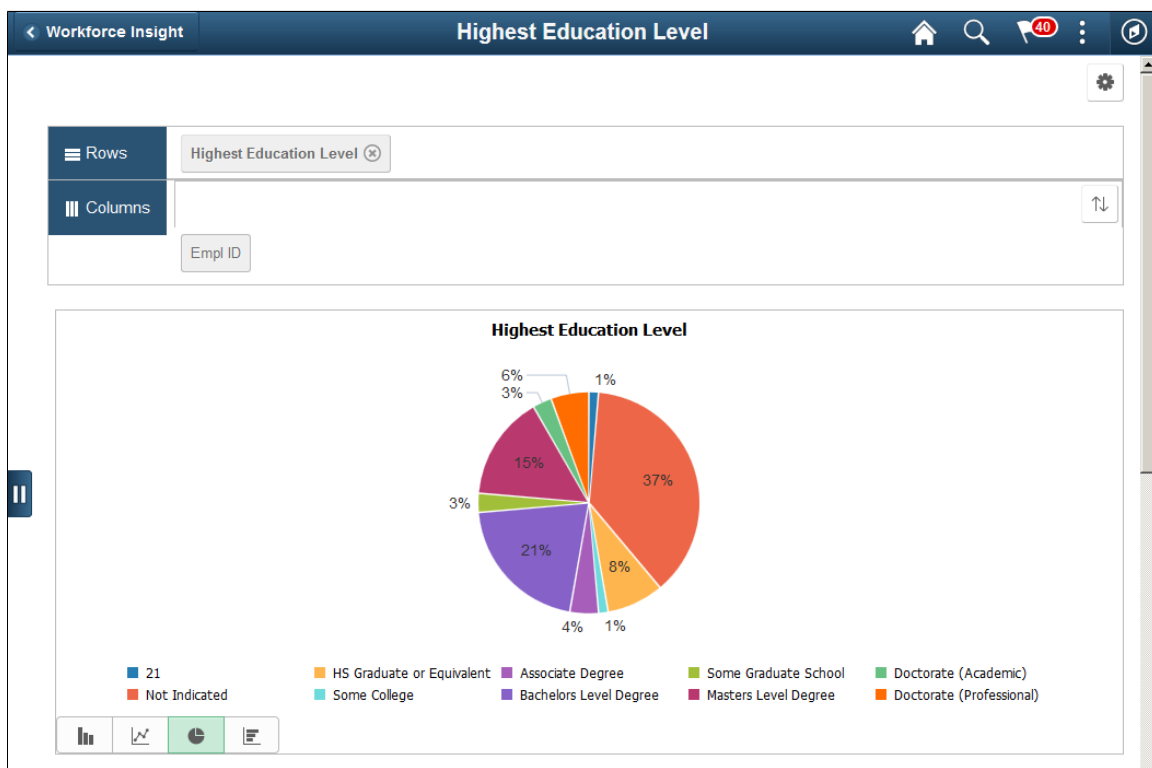 Workforce Insight
Highest Education Level
40
Rows
Highest Education Level
Columns
Empl ID
Highest Education Level
6%
1%
3%
15%
37%
3%
21%
8%
4%
1%
21
HS Graduate or Equivalent
Associate Degree
Some Graduate School
Doctorate (Academic)
Not Indicated
Some College
Bachelors Level Degree
Masters Level Degree
Doctorate (Professional)